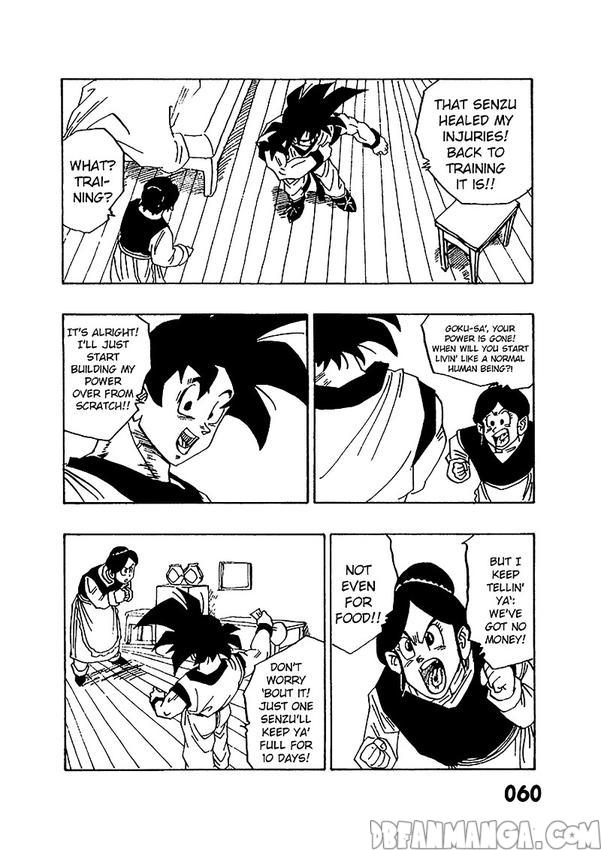 THAT SENZU
HEALED MY
INJURIES!
BACK TO
TRAINING
IT IS!!
WHAT?
TRAI-
NING?
IT'S ALRIGHT!
I'LL JUST
START
BUILDING MY
POWER
OVER FROM
SCRATCH!!
GOKU-SA', YOUR
POWER IS GONE!
WHEN WILL YOU START
LIVIN' LIKE A NORMAL
HUMAN BEING?!
DON'T
WORRY
'BOUT IT!
JUST ONE
SENZU'LL
KEEP YA'
FULL FOR
10 DAYS!
NOT
EVEN
FOR
FOOD!!
BUT I
KEEP
TELLIN'
YA':
WE'VE
GOT NO
MONEY!
060
DBFANMANGA.COM